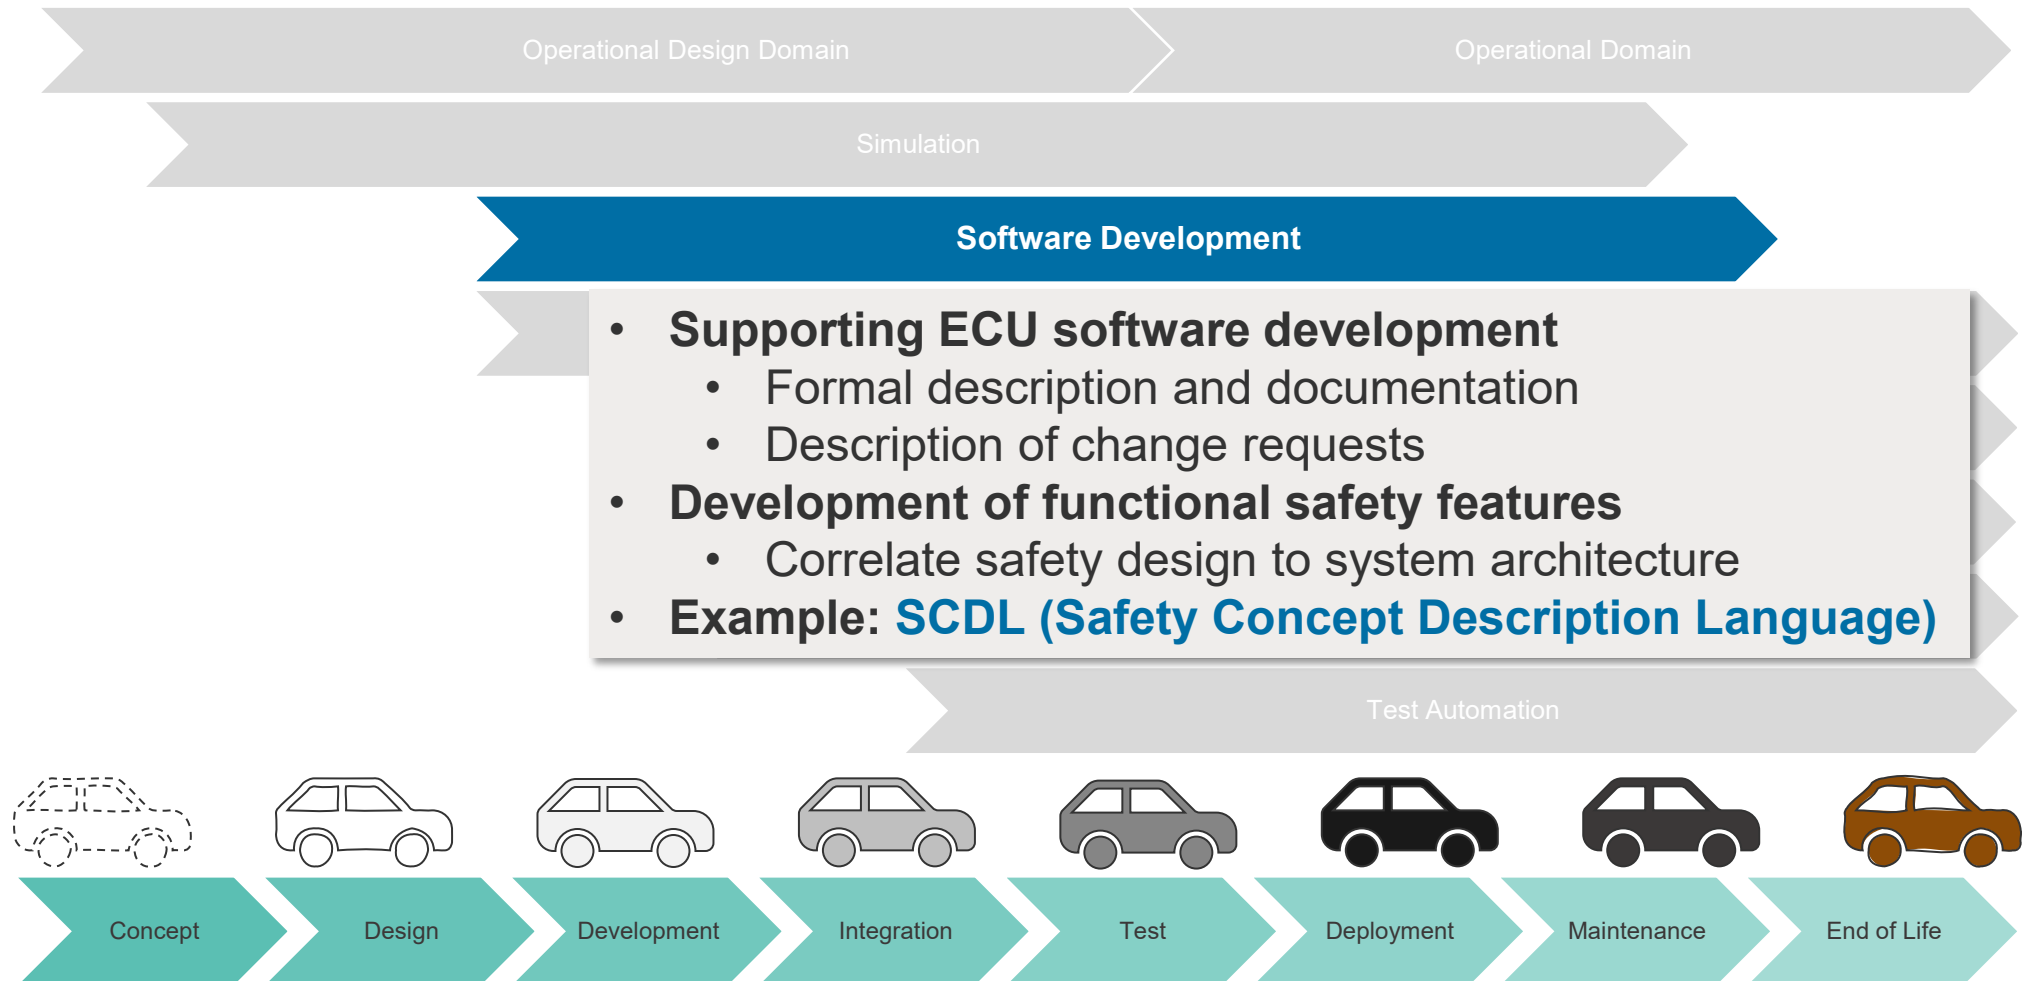 Operational Design Domain
Operational Domain
Simulation
Software Development
• Supporting ECU software development
• Formal description and documentation
• Description of change requests
• Development of functional safety features
• Correlate safety design to system architecture
• Example: SCDL (Safety Concept Description Language)
Test Automation
Concept
Design
Development
Integration
Test
Deployment
Maintenance
End of Life